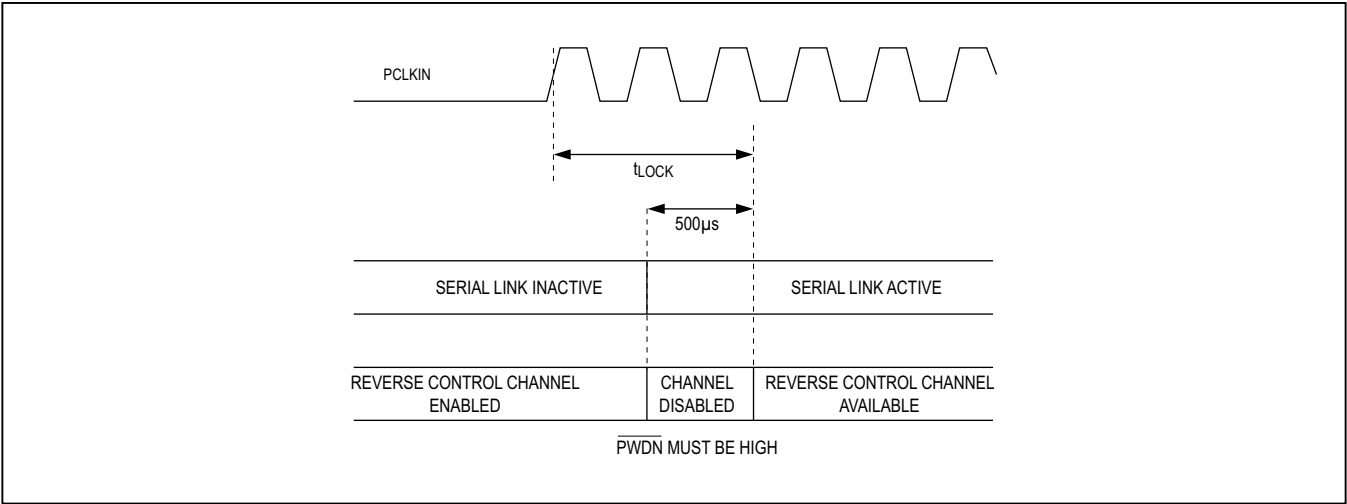 PCLKIN
tLOCK
500µs
SERIAL LINK INACTIVE
SERIAL LINK ACTIVE
REVERSE CONTROL CHANNEL
ENABLED
CHANNEL
DISABLED
REVERSE CONTROL CHANNEL
AVAILABLE
PWDN MUST BE HIGH